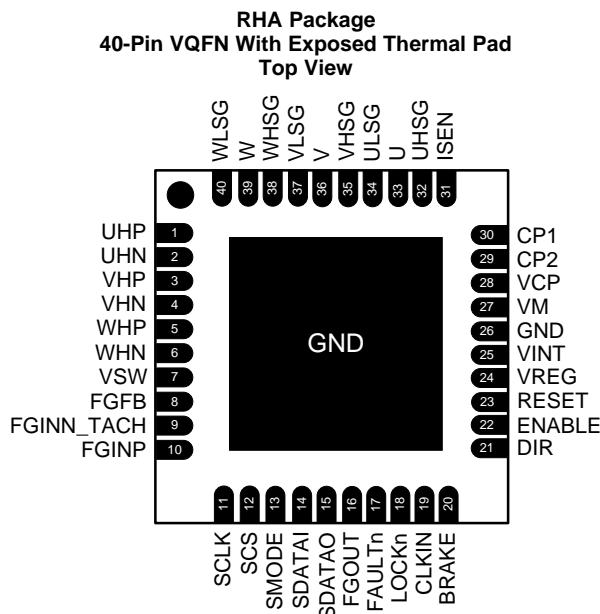 RHA Package
40-Pin VQFN With Exposed Thermal Pad
Top View
WLSG
W
WHSG
VLSG
V
VHSG
ULSG
U
UHSG
ISEN
40
39
38
37
36
35
34
33
32
31
UHP 1
UHN 2
VHP 3
VHN 4
WHP 5
WHN 6
VSW 7
FGFB 8
FGINN_TACH 9
FGINP 10
GND
30 CP1
29 CP2
28 VCP
27 VM
26 GND
25 VINT
24 VREG
23 RESET
22 ENABLE
21 DIR
11
12
13
14
15
16
17
18
19
20
SCLK
SCS
SMODE
SDATAI
SDATAO
FGOUT
FAULTn
LOCKn
CLKIN
BRAKE